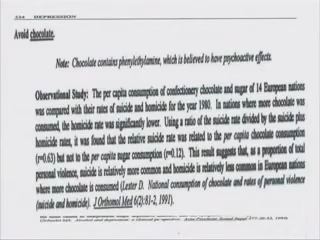 334 DEPRESSION
Avoid chocolate.
Note: Chocolate contains phenylethylamine, which is believed to have psychoactive effects.
Observational Study: The per capita consumption of confectionery chocolate and sugar of 14 European nations
was compared with their rates of suicide and homicide for the year 1980. In nations where more chocolate was
consumed, the homicide rate was significantly lower. Using a ratio of the suicide rate divided by the suicide plus
homicide rates, it was found that the relative suicide rate was related to the per capita chocolate consumption
(r=0.63) but not to the per capita sugar consumption (r=0.12). This result suggests that, as a proportion of total
personal violence, suicide is relatively more common and homicide is relatively less common in European nations
where more chocolate is consumed (Lester D. National consumption of chocolate and rates of personal violence
(suicide and homicide). J Orthomol Med 6(2):81-2, 1991).